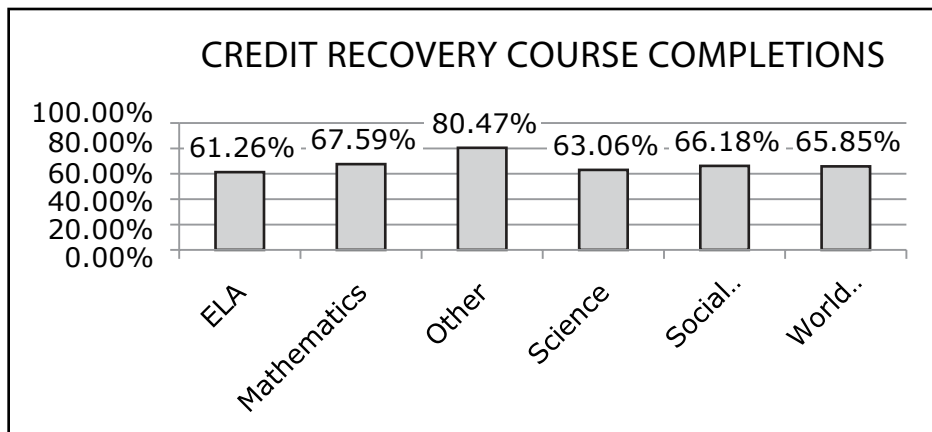 CREDIT RECOVERY COURSE COMPLETIONS
100.00%
80.00%
60.00%
40.00%
20.00%
0.00%
61.26%
67.59%
80.47%
63.06%
66.18%
65.85%
ELA
Mathematics
Other
Science
Social..
World..